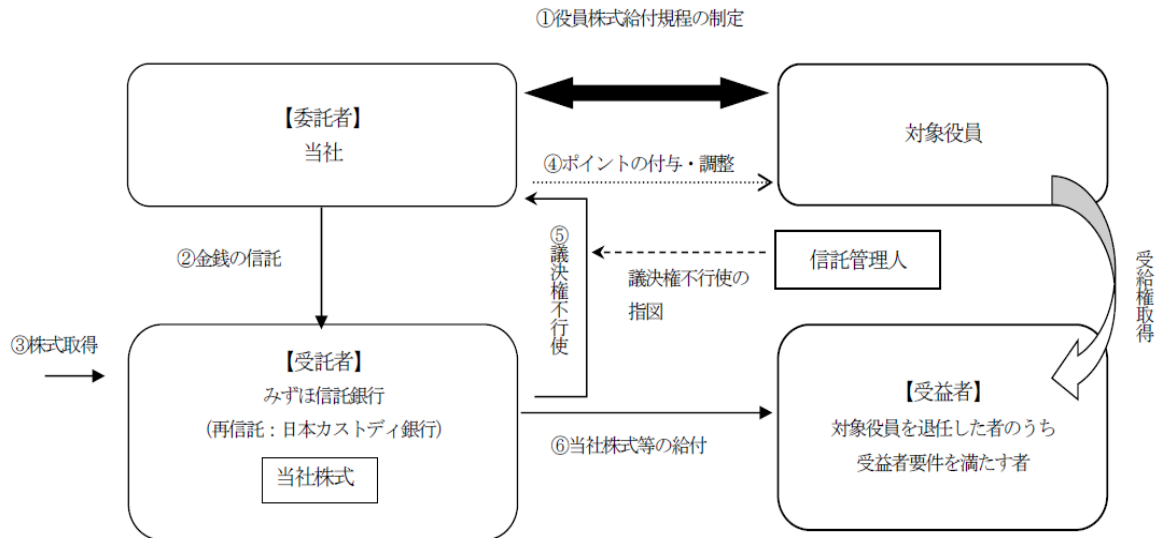 ①役員株式給付規程の制定
【委託者】
当社
対象役員
④ポイントの付与・調整
②金銭の信託
⑤議決権不行使
信託管理人
議決権不行使の
指図
受給権取得
③株式取得
【受託者】
みずほ信託銀行
(再信託：日本カストディ銀行)
当社株式
⑥当社株式等の給付
【受益者】
対象役員を退任した者のうち
受益者要件を満たす者